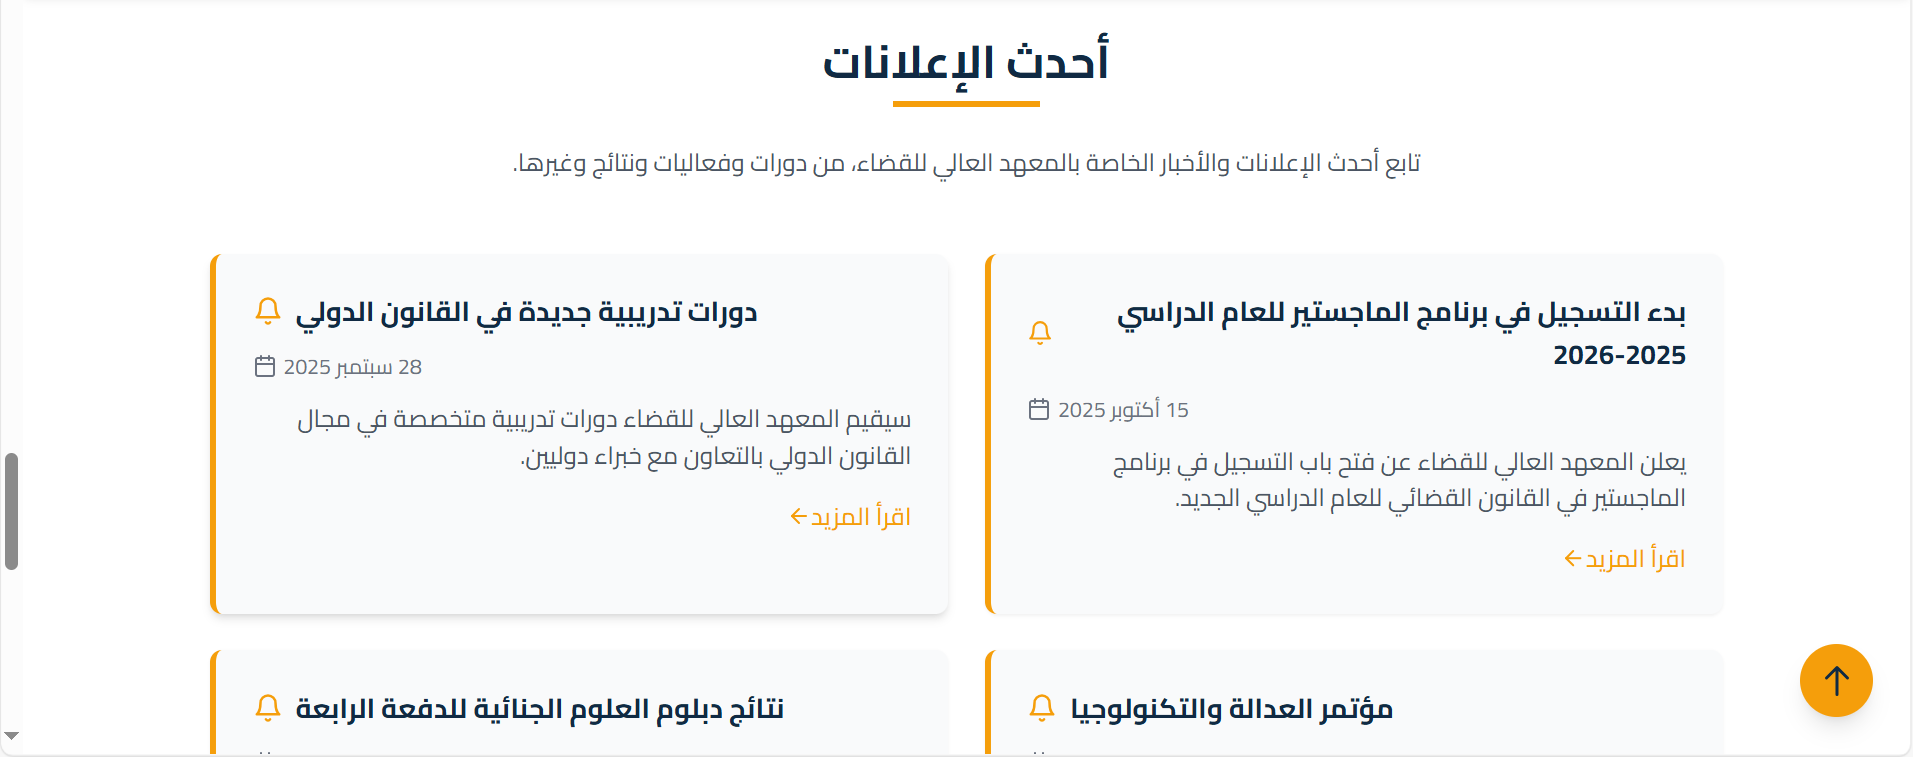 أحدث الإعلانات
تابع أحدث الإعلانات والأخبار الخاصة بالمعهد العالي للقضاء، من دورات وفعاليات ونتائج وغيرها.
بدء التسجيل في برنامج الماجستير للعام الدراسي
2025-2026
15 أكتوبر 2025
يعلن المعهد العالي للقضاء عن فتح باب التسجيل في برنامج
الماجستير في القانون القضائي للعام الدراسي الجديد.
اقرأ المزيد
دورات تدريبية جديدة في القانون الدولي
28 سبتمبر 2025
سيقيم المعهد العالي للقضاء دورات تدريبية متخصصة في مجال
القانون الدولي بالتعاون مع خبراء دوليين.
اقرأ المزيد
مؤتمر العدالة والتكنولوجيا
نتائج دبلوم العلوم الجنائية للدفعة الرابعة